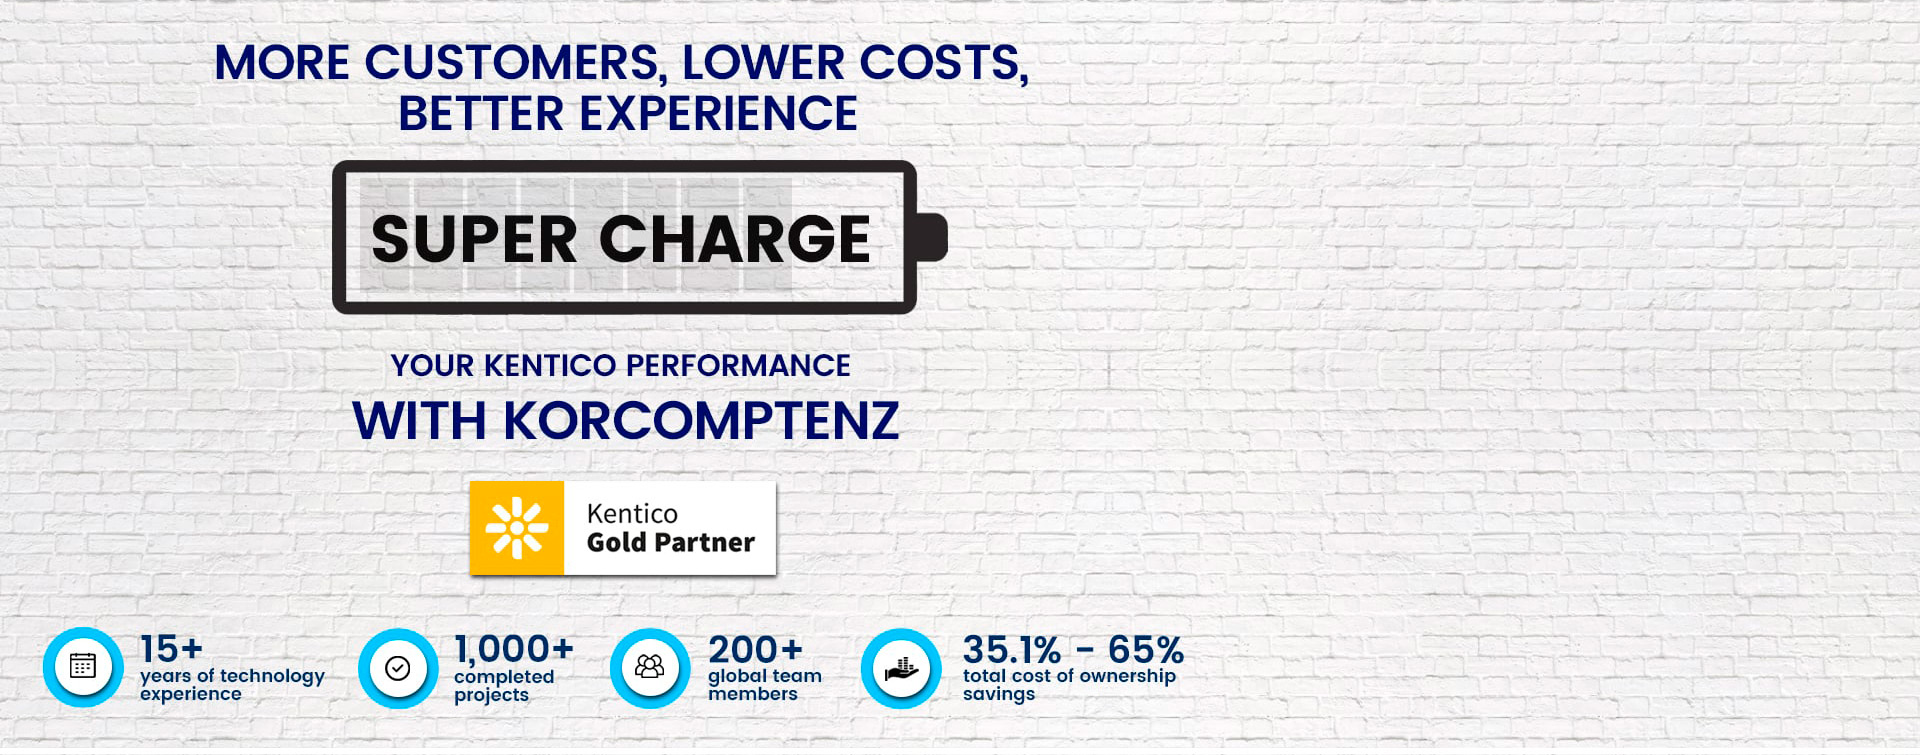 MORE CUSTOMERS, LOWER COSTS,
BETTER EXPERIENCE
SUPER CHARGE
YOUR KENTICO PERFORMANCE
WITH KORCOMPTENZ
Kentico
Gold Partner
15+
years of technology
experience
1,000+
completed
projects
200+
global team
members
35.1% - 65%
total cost of ownership
savings